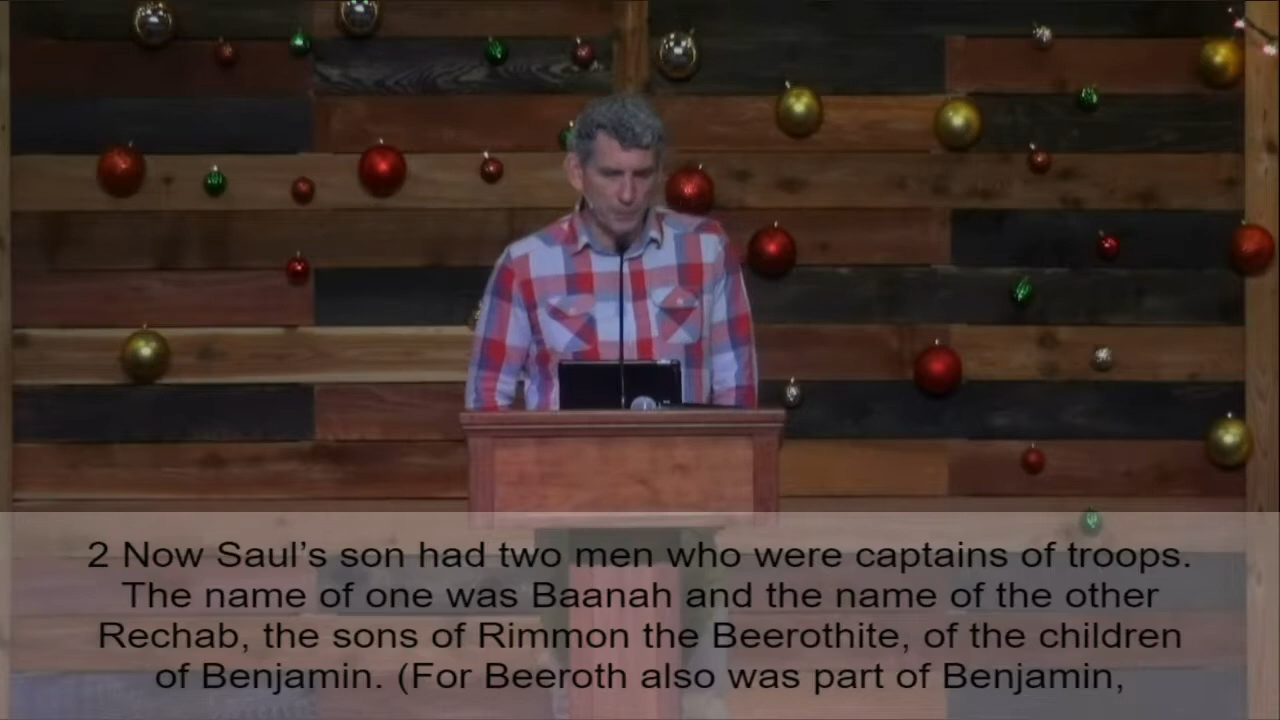 2 Now Saul’s son had two men who were captains of troops.
The name of one was Baanah and the name of the other
Rechab, the sons of Rimmon the Beerothite, of the children
of Benjamin. (For Beeroth also was part of Benjamin,